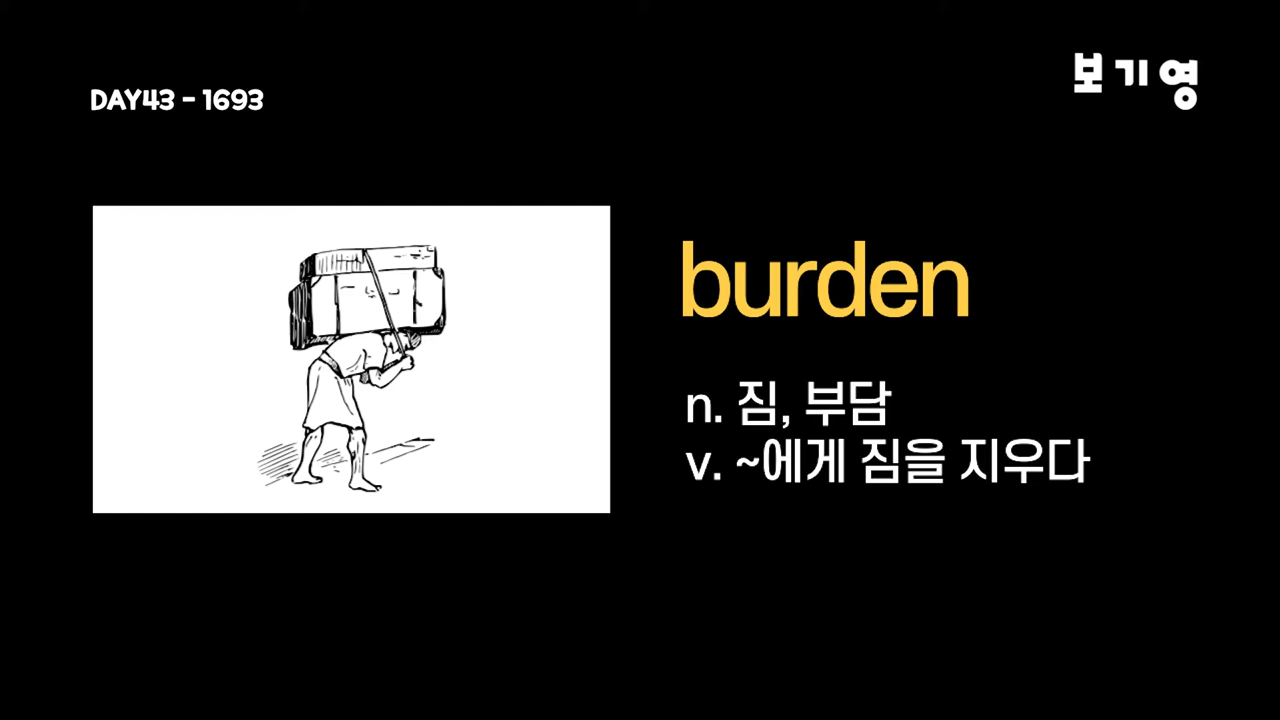 DAY43 - 1693
보기영
burden
n. 짐, 부담
v. ~에게 짐을 지우다